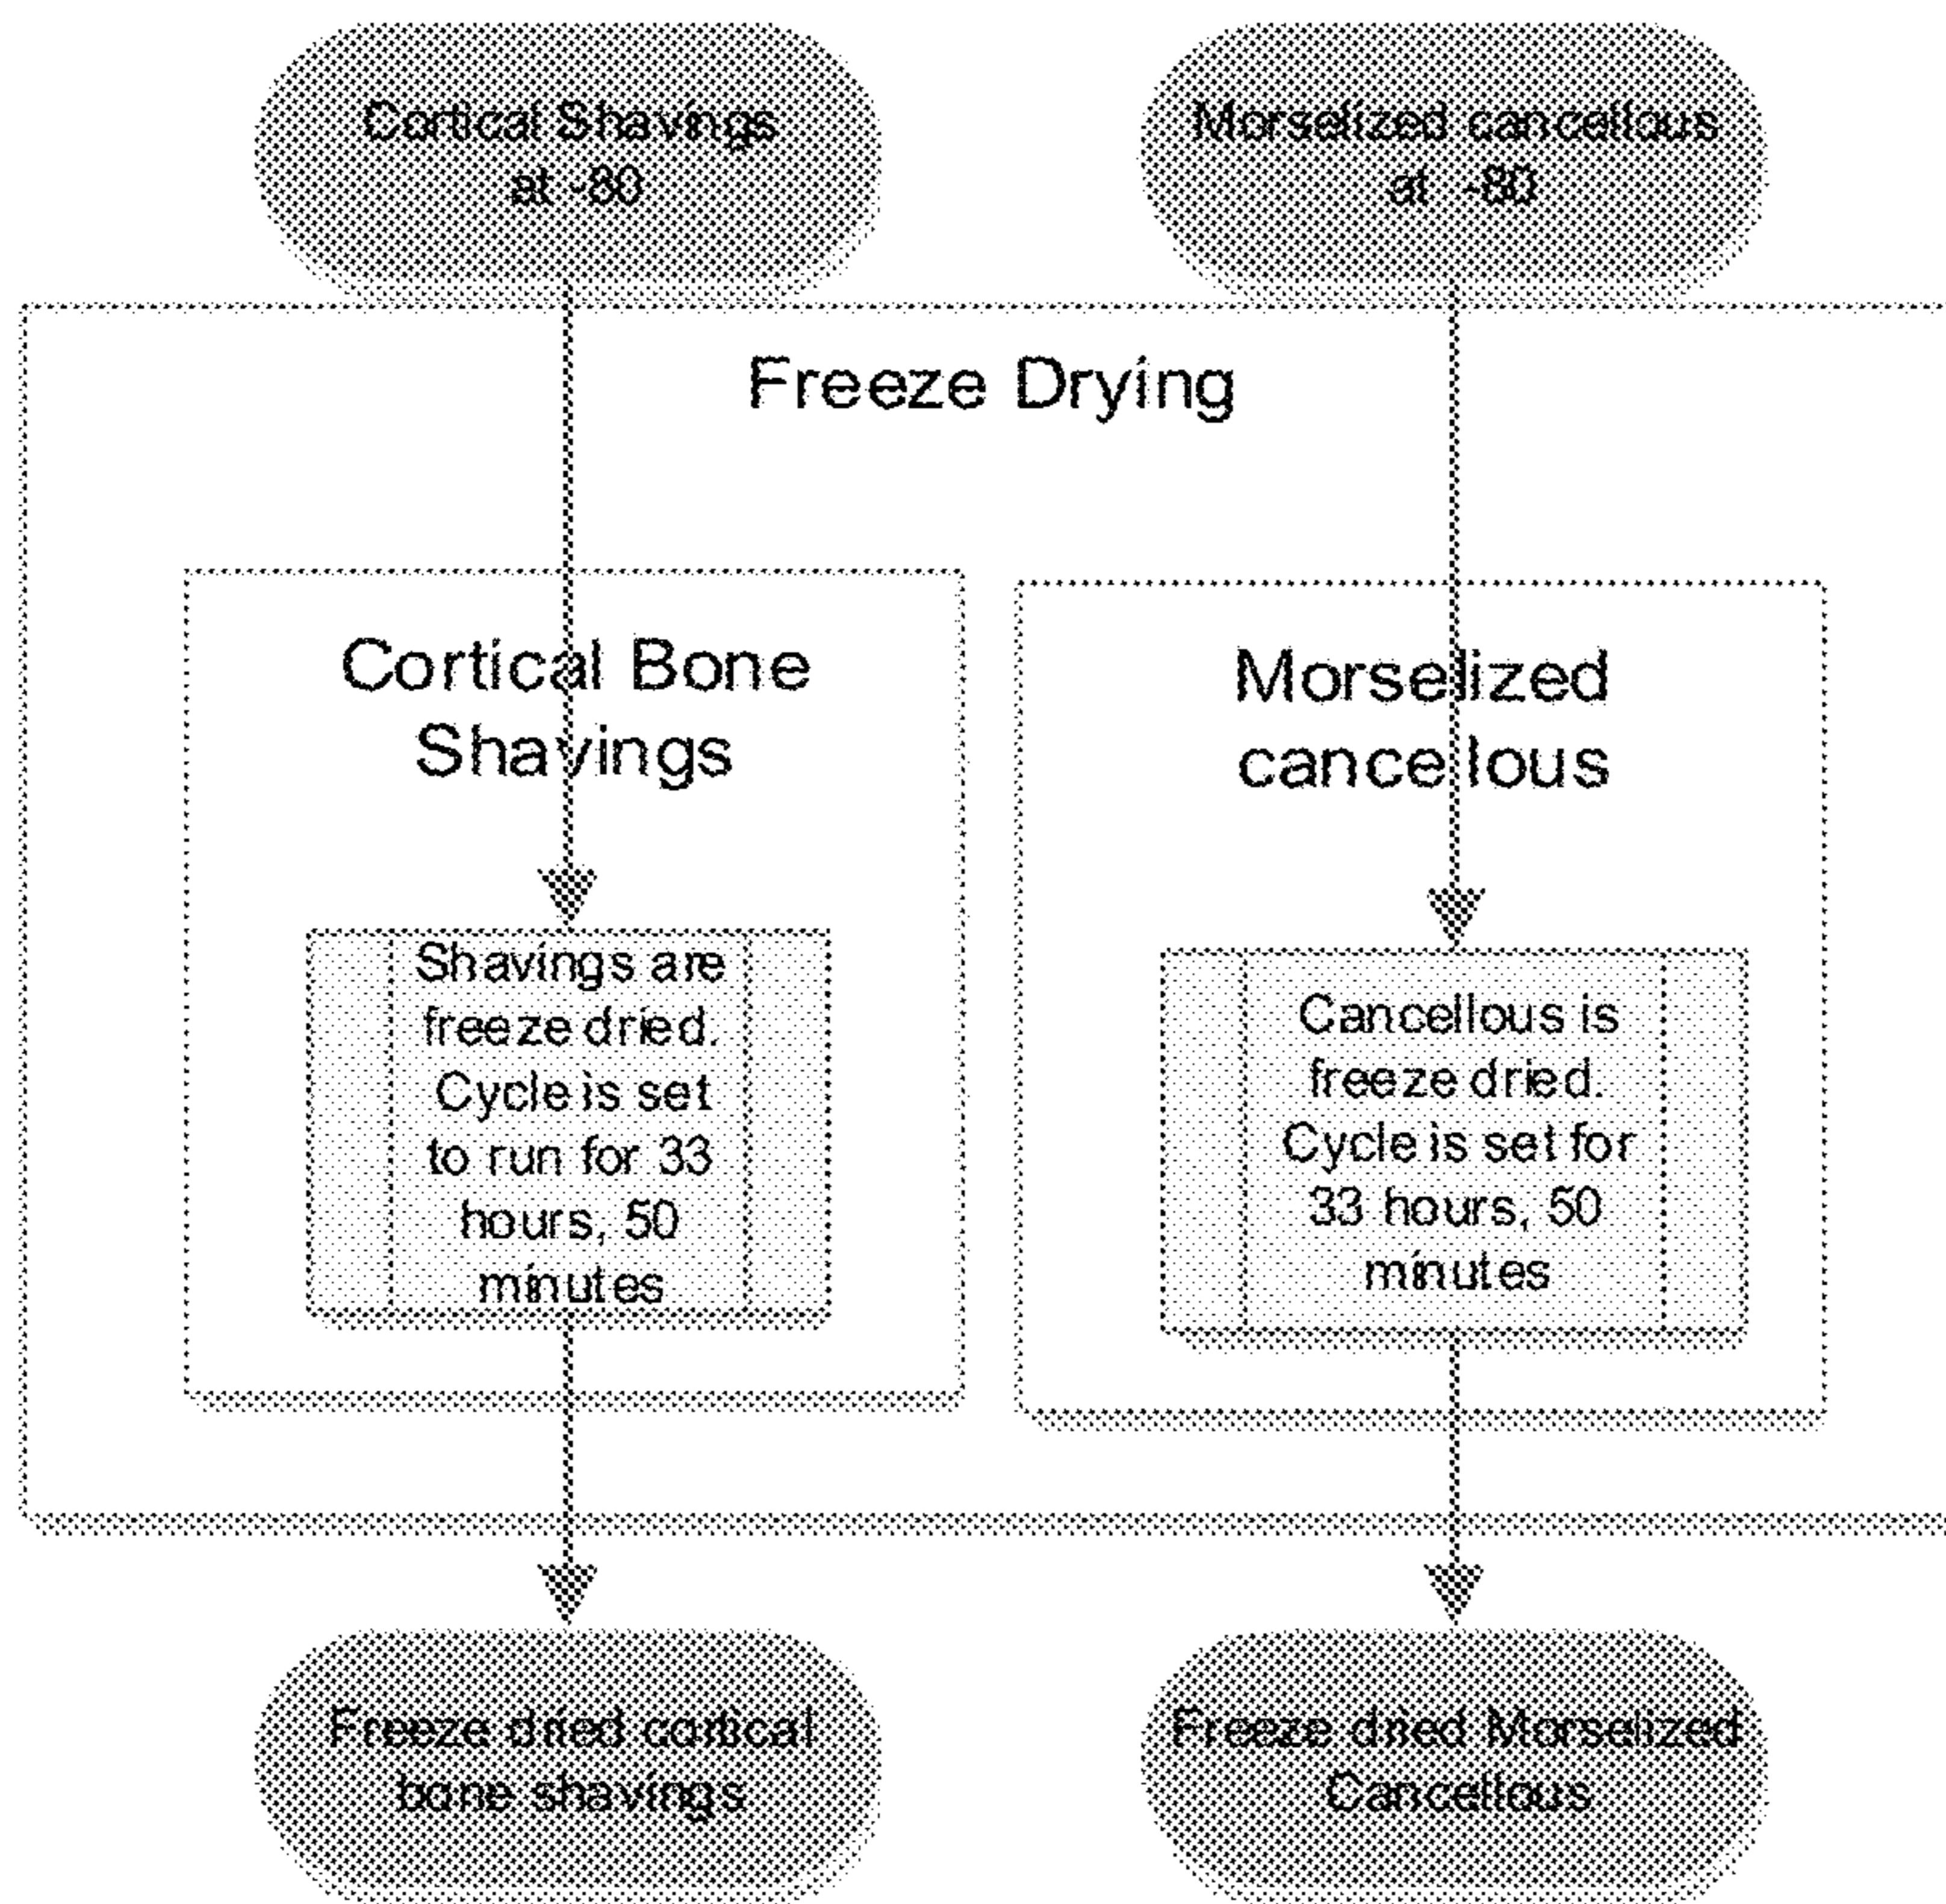 Cortical Shavings
at -80
Morselized cancellous
at -80
Freeze Drying
Cortical Bone
Shavings
Morselized
cancellous
Shavings are
freeze dried.
Cycle is set
to run for 33
hours, 50
minutes
Cancellous is
freeze dried.
Cycle is set for
33 hours, 50
minutes
Freeze dried cortical
bone shavings
Freeze dried Morselized
Cancellous